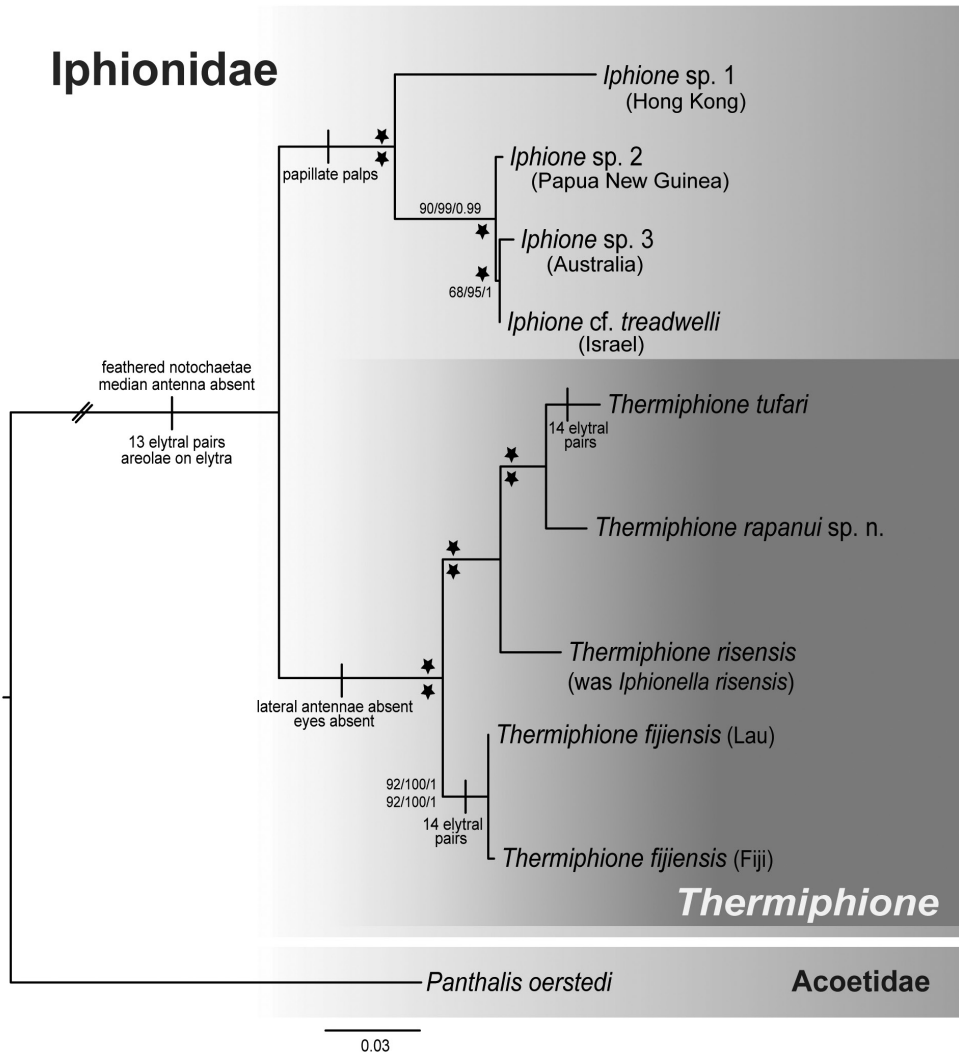 Iphionidae
Iphione sp. 1
(Hong Kong)
papillate palps
Iphione sp. 2
(Papua New Guinea)
90/99/0.99
Iphione sp. 3
(Australia)
68/95/1
Iphione cf. treadwelli
(Israel)
feathered notochaetae
median antenna absent
13 elytral pairs
areolae on elytra
Thermiphione tufari
14 elytral
pairs
Thermiphione rapanui sp. n.
Thermiphione risensis
(was Iphionella risensis)
lateral antennae absent
eyes absent
Thermiphione fijiensis (Lau)
92/100/1
92/100/1
14 elytral
pairs
Thermiphione fijiensis (Fiji)
Thermiphione
Panthalis oerstedi
Acoetidae
0.03